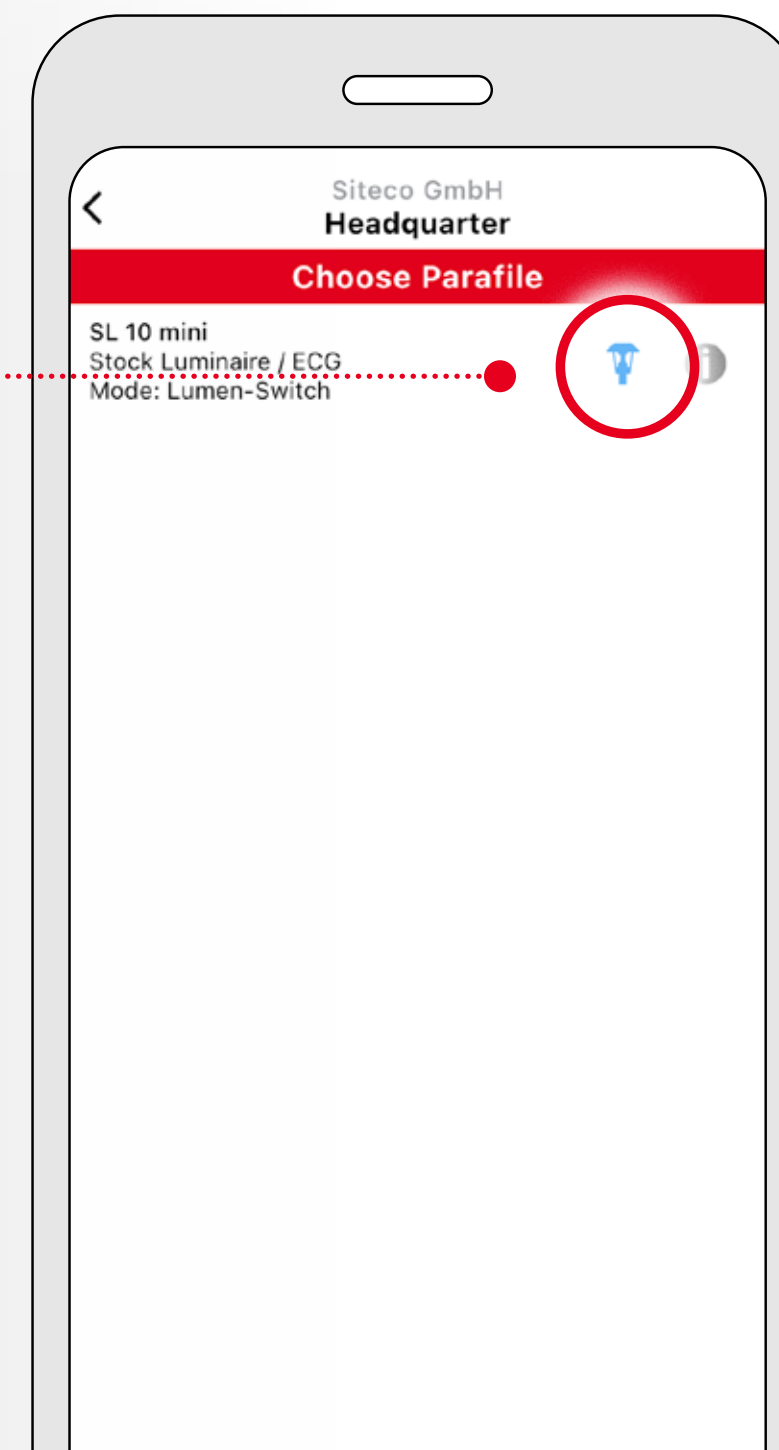 Siteco GmbH
Headquarter
Choose Parafile
SL 10 mini
Stock Luminaire / ECG
Mode: Lumen-Switch